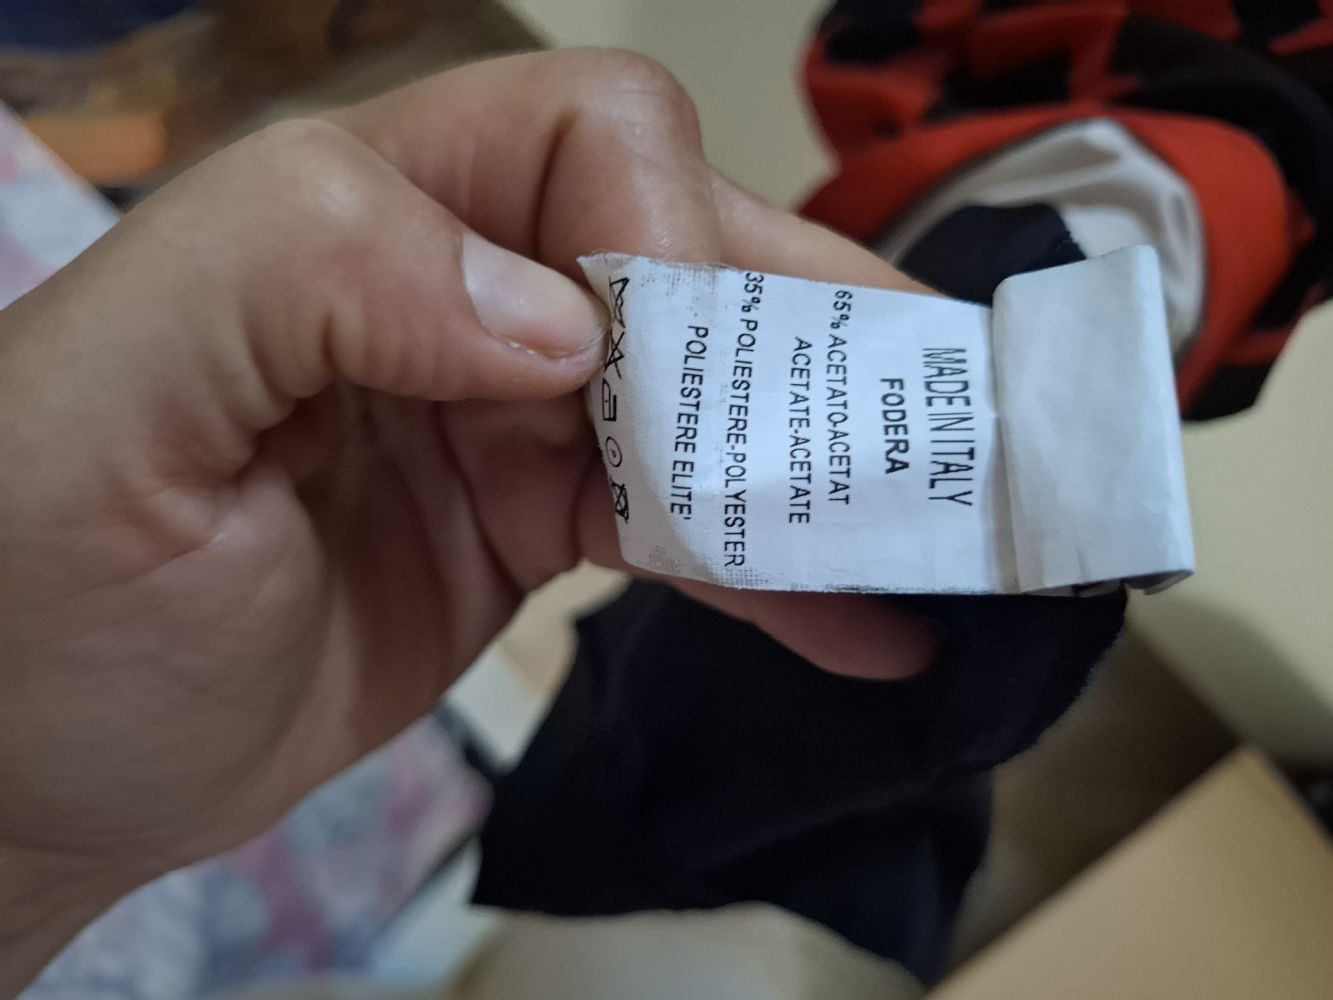 MADE IN ITALY
FODERA
65% ACETATO-ACETAT
ACETATE-ACETATE
35% POLIESTERE-POLYESTER
POLIESTERE ELITE'